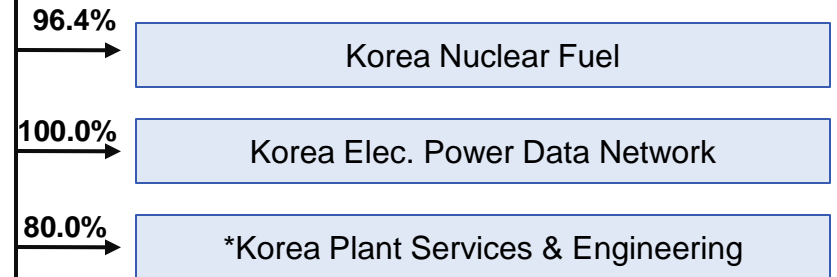 96.4%
Korea Nuclear Fuel
100.0%
Korea Elec. Power Data Network
80.0%
*Korea Plant Services & Engineering